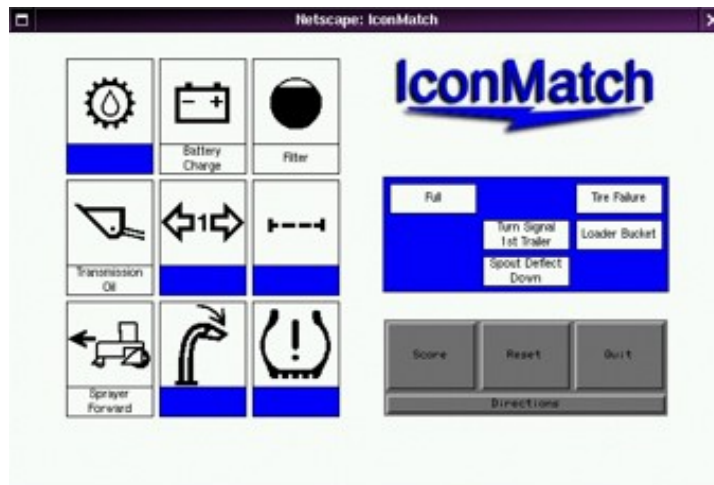 Netscape: IconMatch
IconMatch
- +
Battery
Charge
Filter
1
Transmission
Oil
!
Sprayer
Forward
Full
Tire Failure
Turn Signal
1st Trailer
Loader Bucket
Spout Deflect
Down
Score
Reset
Quit
Directions